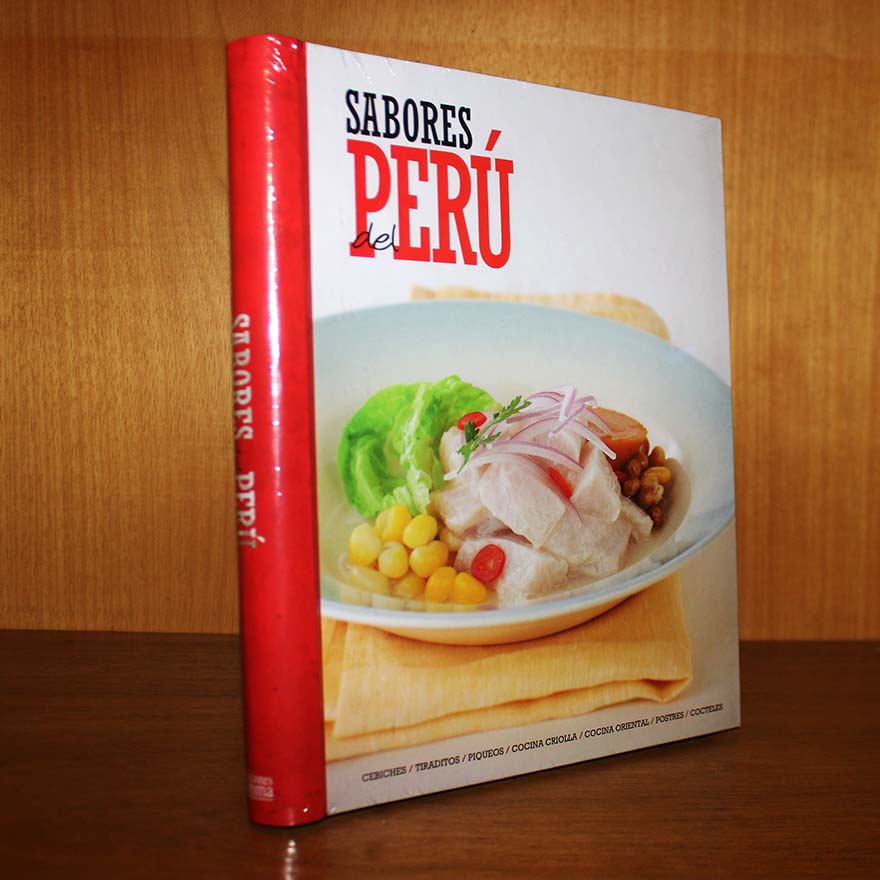 SABORES
del PERÚ
SABORES del PERÚ
CEBICHES / TIRADITOS / PIQUEOS / COCINA CRIOLLA / COCINA ORIENTAL / POSTRES / COCTELES